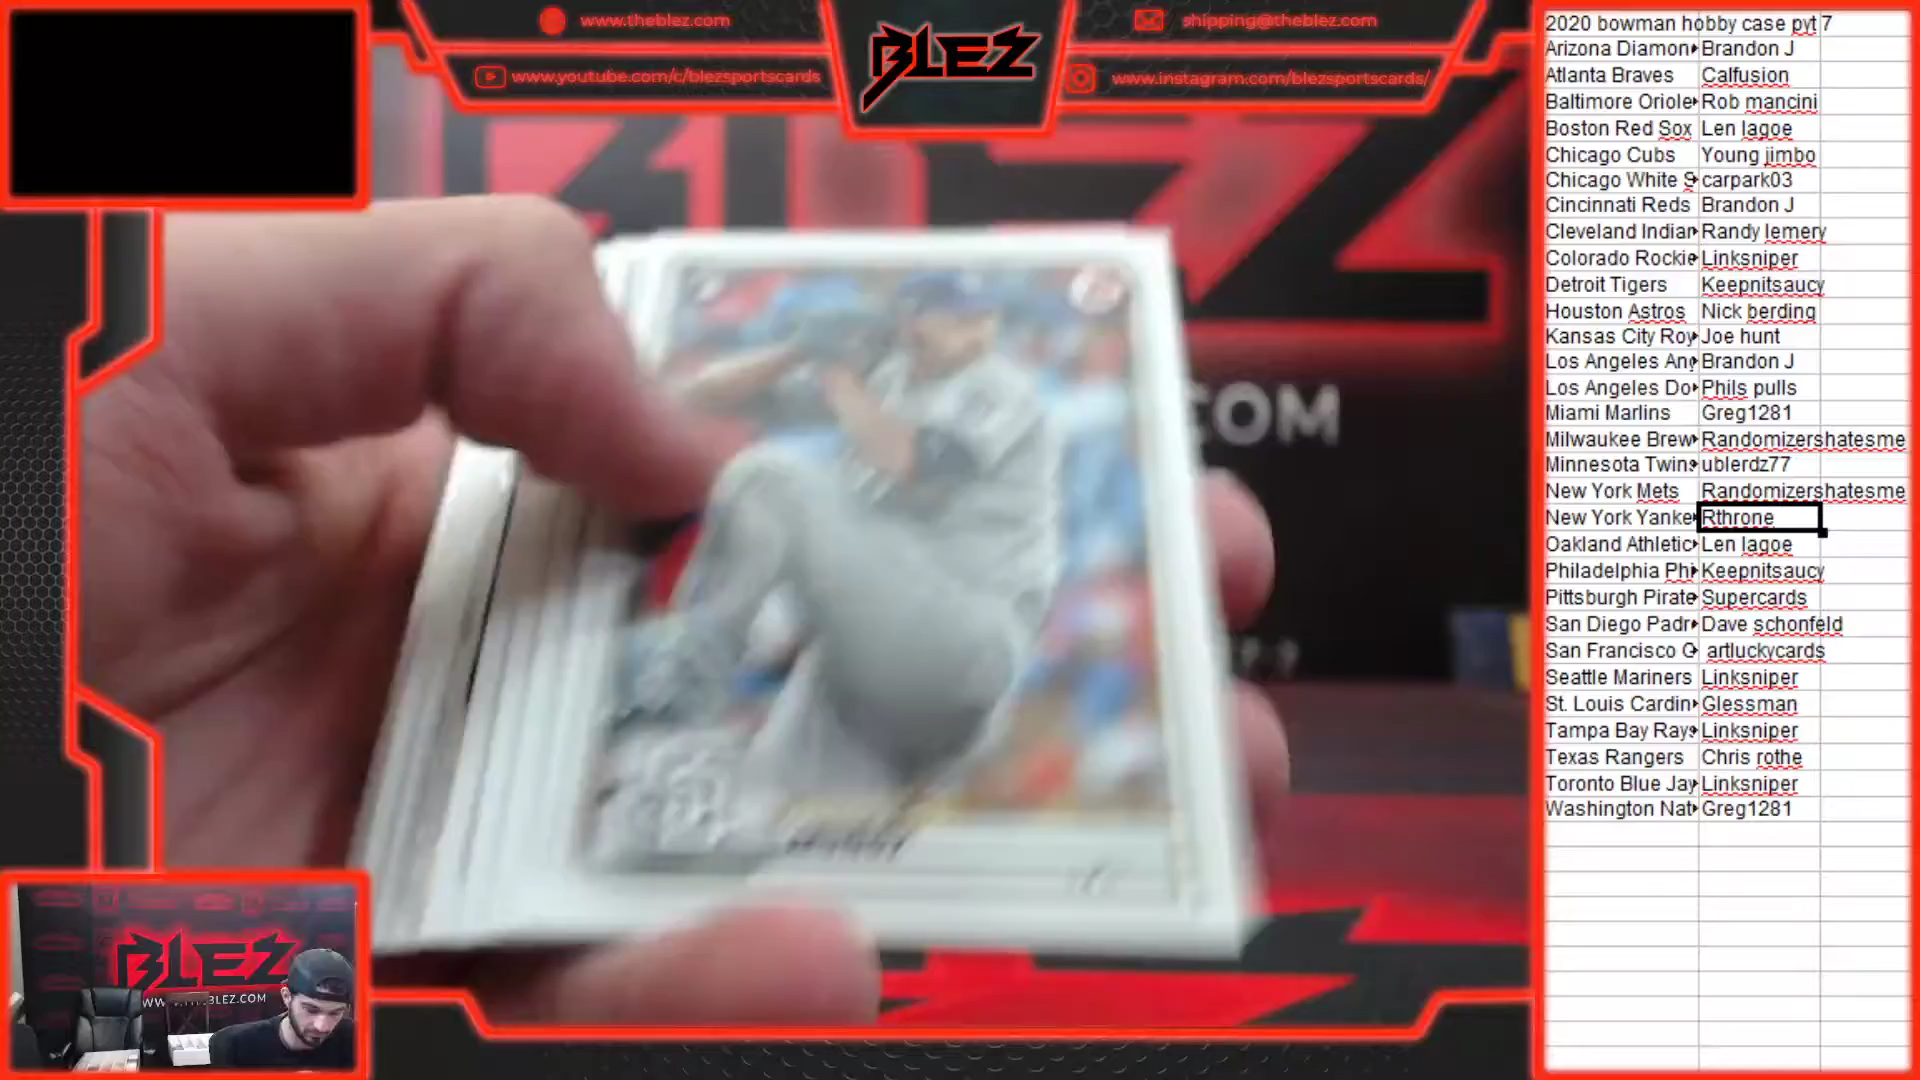 www.theblez.com
shipping@theblez.com
BLEZ
www.youtube.com/c/blezsportscards
www.instagram.com/blezsportscards/
.COM
BLEZ
WWW.THEBLEZ.COM
2020 bowman hobby case pyt 7
Arizona Diamon Brandon J
Atlanta Braves Calfusion
Baltimore Oriole Rob mancini
Boston Red Sox Len lagoe
Chicago Cubs Young jimbo
Chicago White S carpark03
Cincinnati Reds Brandon J
Cleveland Indian Randy lemery
Colorado Rockie Linksniper
Detroit Tigers Keepnitsaucy
Houston Astros Nick berding
Kansas City Roy Joe hunt
Los Angeles Ang Brandon J
Los Angeles Do Phils pulls
Miami Marlins Greg1281
Milwaukee Brew Randomizershatesme
Minnesota Twins ublerdz77
New York Mets Randomizershatesme
New York Yanke Rthrone
Oakland Athletic Len lagoe
Philadelphia Phi Keepnitsaucy
Pittsburgh Pirate Supercards
San Diego Padr Dave schonfeld
San Francisco G artluckycards
Seattle Mariners Linksniper
St. Louis Cardin Glessman
Tampa Bay Rays Linksniper
Texas Rangers Chris rothe
Toronto Blue Jay Linksniper
Washington Nat Greg1281